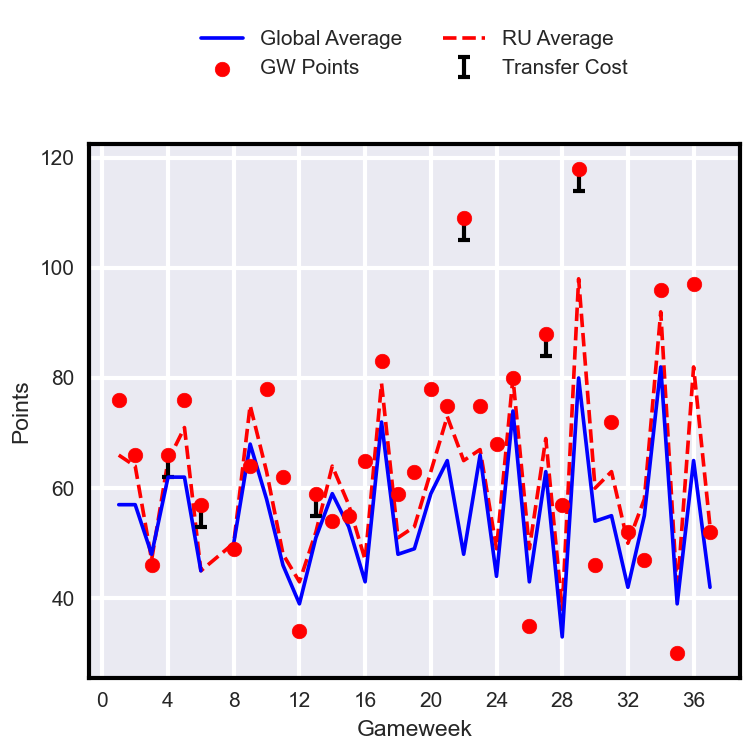 Global Average RU Average
GW Points Transfer Cost
120
100
80
60
40
Points
0 4 8 12 16 20 24 28 32 36
Gameweek